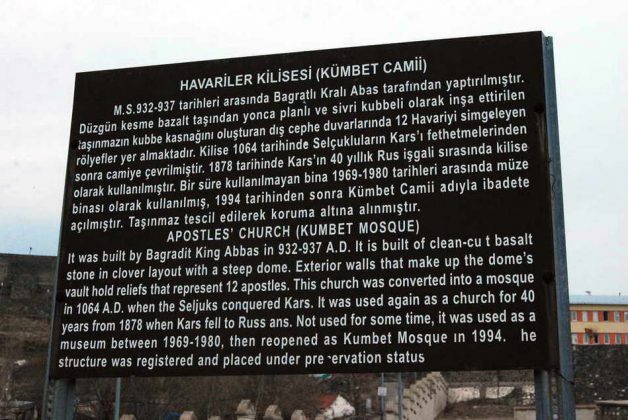 HAVARİLER KİLİSESİ (KÜMBET CAMİİ)
M.S.932-937 tarihleri arasında Bagratlı Kralı Abas tarafından yaptırılmıştır.
Düzgün kesme bazalt taşından yonca planlı ve sivri kubbeli olarak inşa ettirilen
taşınmazın kubbe kasnağını oluşturan dış cephe duvarlarında 12 Havariyi simgeleyen
rölyefler yer almaktadır. Kilise 1064 tarihinde Selçukluların Kars'ı fethetmelerinden
sonra camiye çevrilmiştir. 1878 tarihinde Kars'ın 40 yıllık Rus işgali sırasında kilise
olarak kullanılmıştır. Bir süre kullanılmayan bina 1969-1980 tarihleri arasında müze
binası olarak kullanılmış, 1994 tarihinden sonra Kümbet Camii adıyla ibadete
açılmıştır. Taşınmaz tescil edilerek koruma altına alınmıştır.
APOSTLES' CHURCH (KUMBET MOSQUE)
It was built by Bagradit King Abbas in 932-937 A.D. It is built of clean-cu t basalt
stone in clover layout with a steep dome. Exterior walls that make up the dome's
vault hold reliefs that represent 12 apostles. This church was converted into a mosque
in 1064 A.D. when the Seljuks conquered Kars. It was used again as a church for 40
years from 1878 when Kars fell to Russ ans. Not used for some time, it was used as a
museum between 1969-1980, then reopened as Kumbet Mosque ın 1994. he
structure was registered and placed under pre ervation status